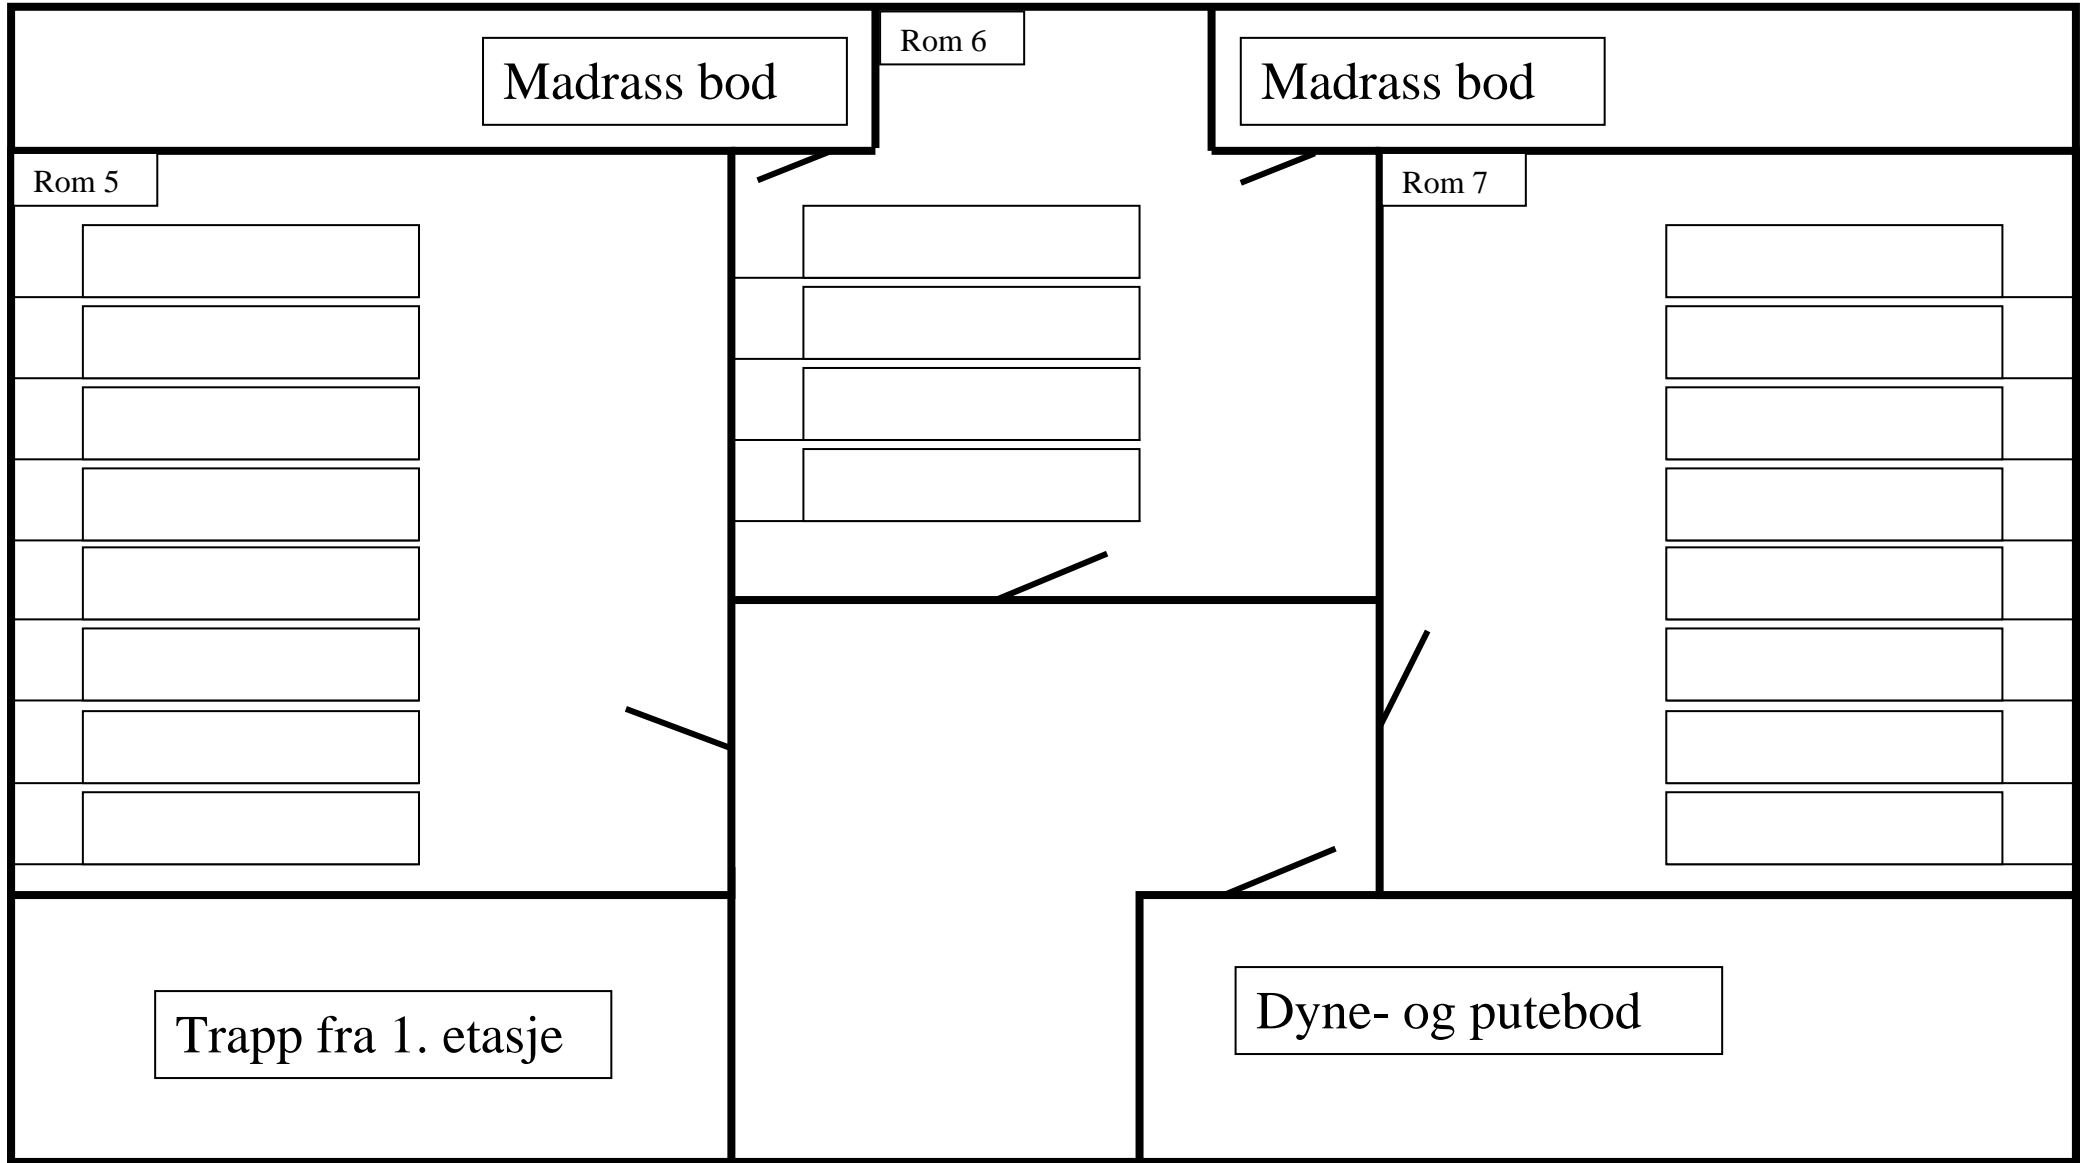 Rom 6
Madrass bod
Madrass bod
Rom 5
Rom 7
Trapp fra 1. etasje
Dyne- og putebod